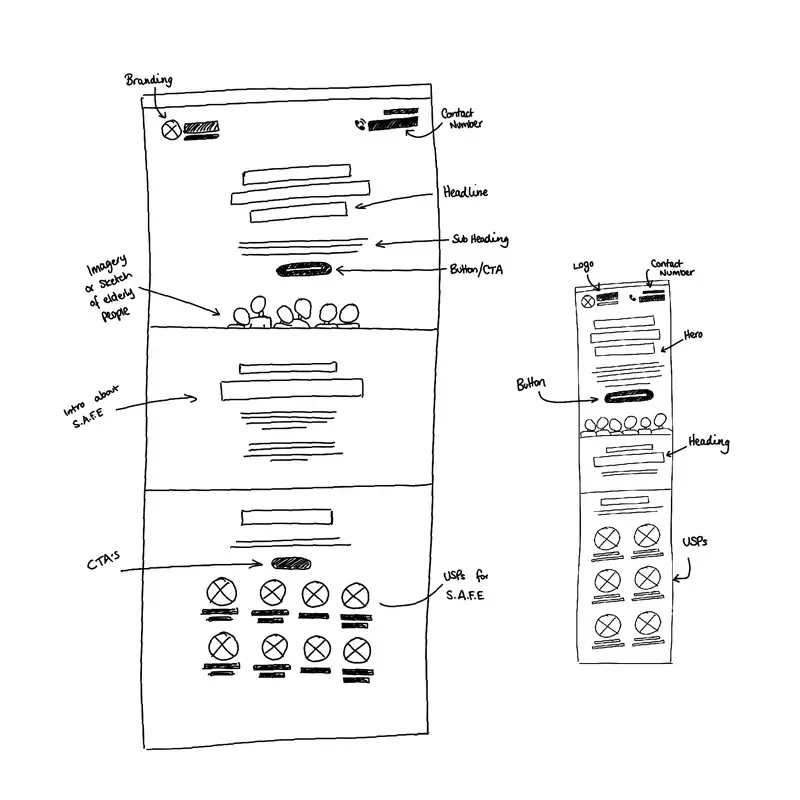 Branding
Contact
Number
Headline
Sub Heading
Button/CTA
Imagery
or Sketch
of elderly
people
Intro about
S.A.F.E
CTA's
USPs for
S.A.F.E
Logo
Contact
Number
Hero
Button
Heading
USPs